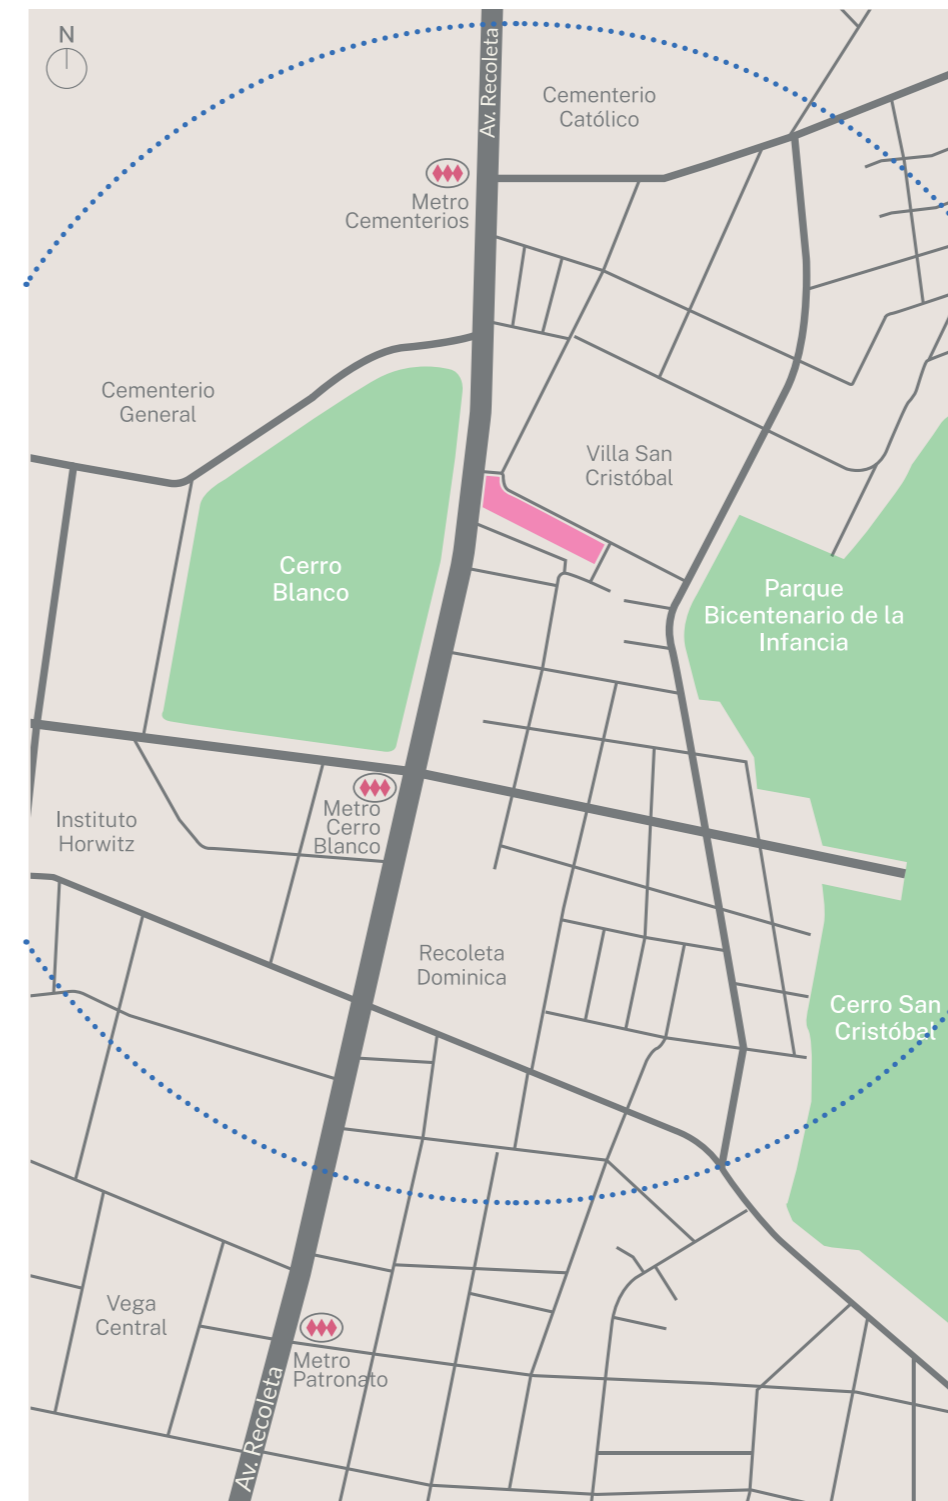 N
Av. Recoleta
Cementerio
Católico
Metro
Cementerios
Cementerio
General
Villa San
Cristóbal
Cerro
Blanco
Parque
Bicentenario de la
Infancia
Metro
Cerro
Blanco
Instituto
Horwitz
Recoleta
Dominica
Cerro San
Cristóbal
Vega
Central
Metro
Patronato
Av. Recoleta